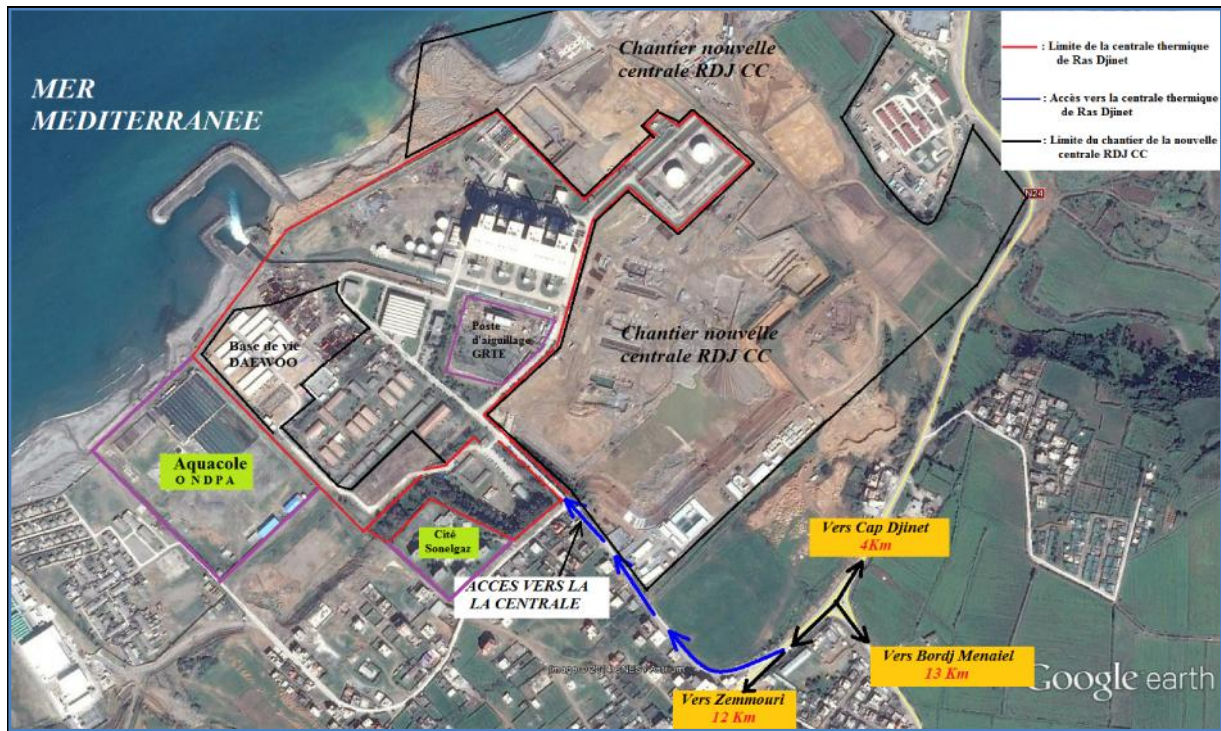 MER
MEDITERRANEE
Chantier nouvelle
centrale RDJ CC
: Limite de la centrale thermique
de Ras Djinet
: Accès vers la centrale thermique
de Ras Djinet
: Limite du chantier de la nouvelle
centrale RDJ CC
N24
Poste
d'aiguillage
GRTE
Chantier nouvelle
centrale RDJ CC
Base de vie
DAEWOO
Aquacole
O N D P A
Cité
Sonelgaz
ACCES VERS LA
LA CENTRALE
Vers Cap Djinet
4Km
Vers Bordj Menaiel
13 Km
Vers Zemmouri
12 Km
Google earth